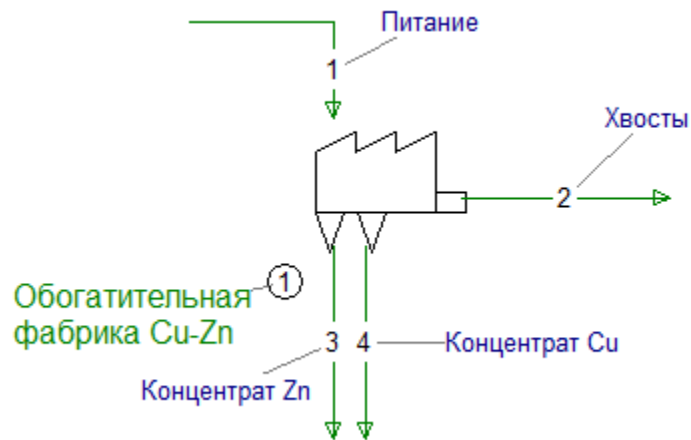 Питание
1
Хвосты
2
1
Обогатительная
фабрика Cu-Zn
3 4
Концентрат Cu
Концентрат Zn